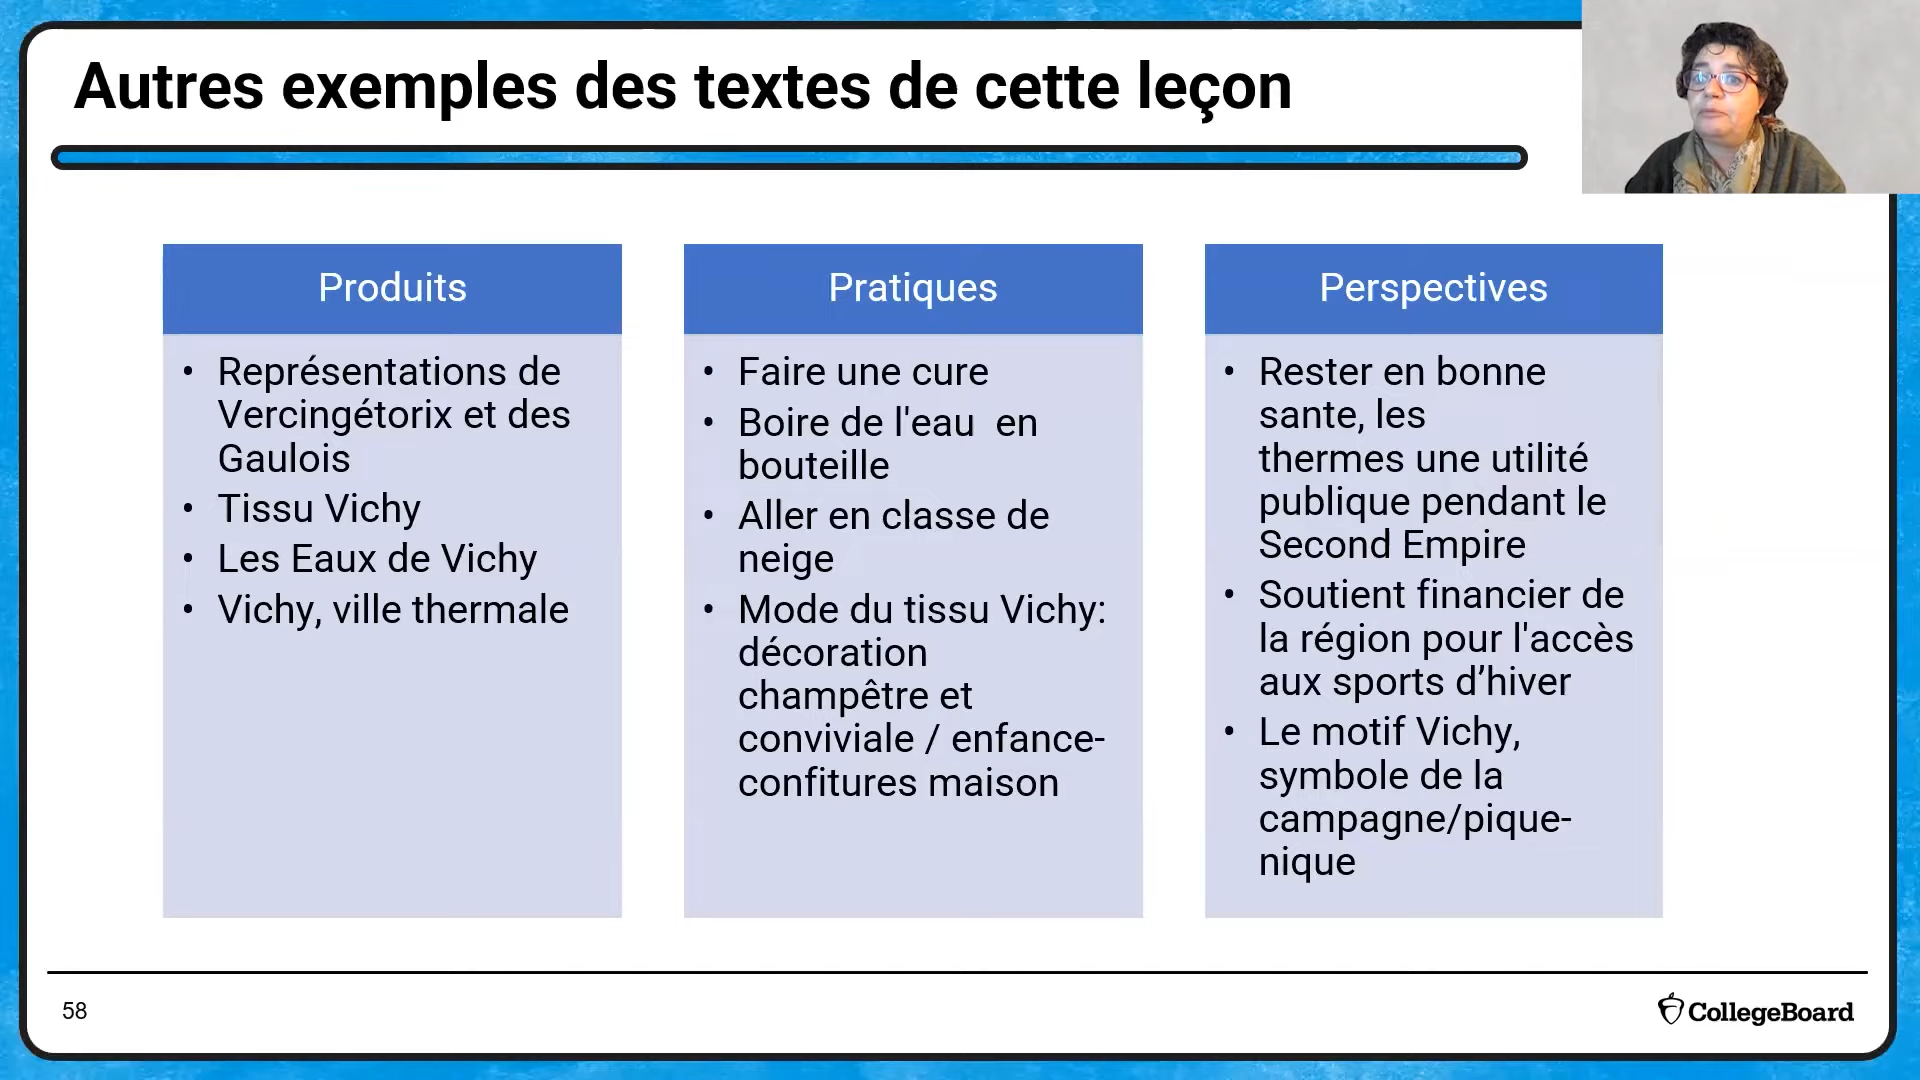 Autres exemples des textes de cette leçon
Produits
• Représentations de
Vercingétorix et des
Gaulois
• Tissu Vichy
• Les Eaux de Vichy
• Vichy, ville thermale
Pratiques
• Faire une cure
• Boire de l'eau  en
bouteille
• Aller en classe de
neige
• Mode du tissu Vichy:
décoration
champêtre et
conviviale / enfance-
confitures maison
Perspectives
• Rester en bonne
sante, les
thermes une utilité
publique pendant le
Second Empire
• Soutient financier de
la région pour l'accès
aux sports d’hiver
• Le motif Vichy,
symbole de la
campagne/pique-
nique
58
CollegeBoard